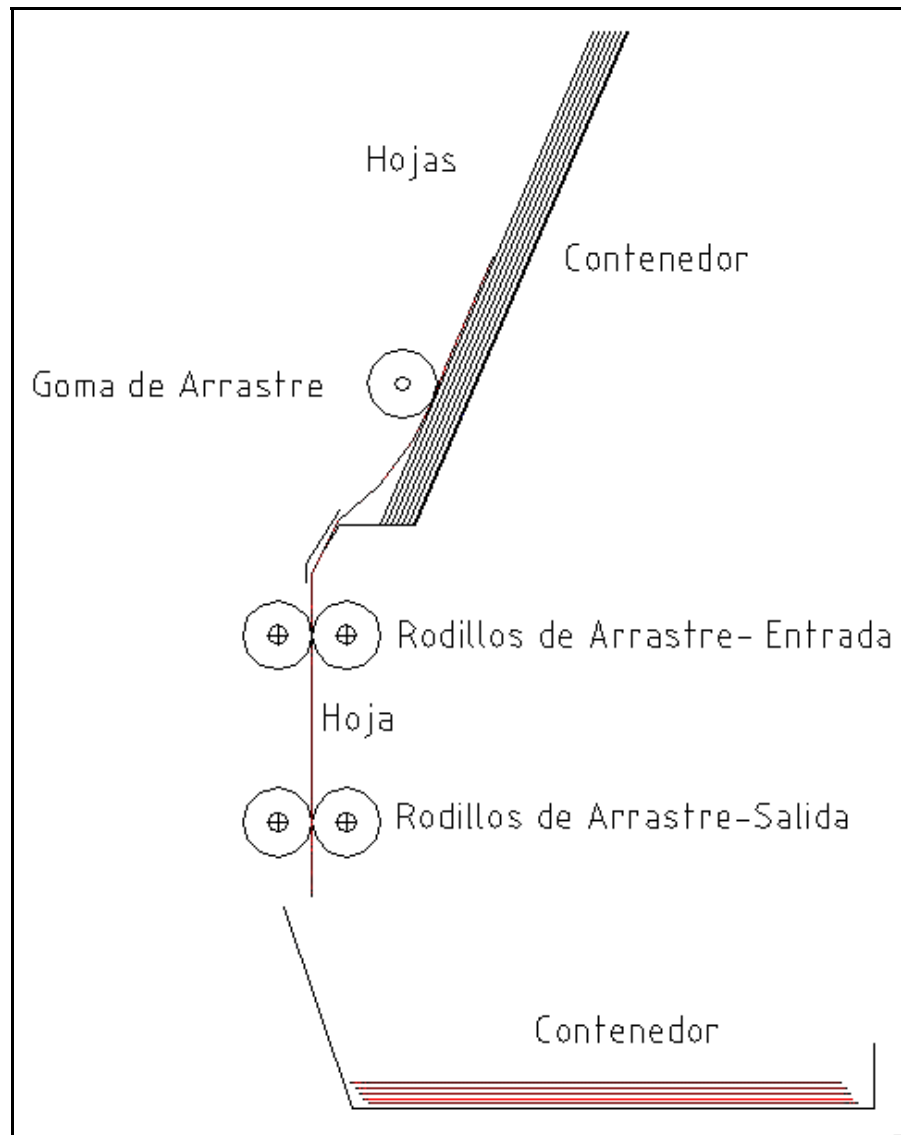 Hojas
Contenedor
Goma de Arrastre
Rodillos de Arrastre- Entrada
Hoja
Rodillos de Arrastre-Salida
Contenedor